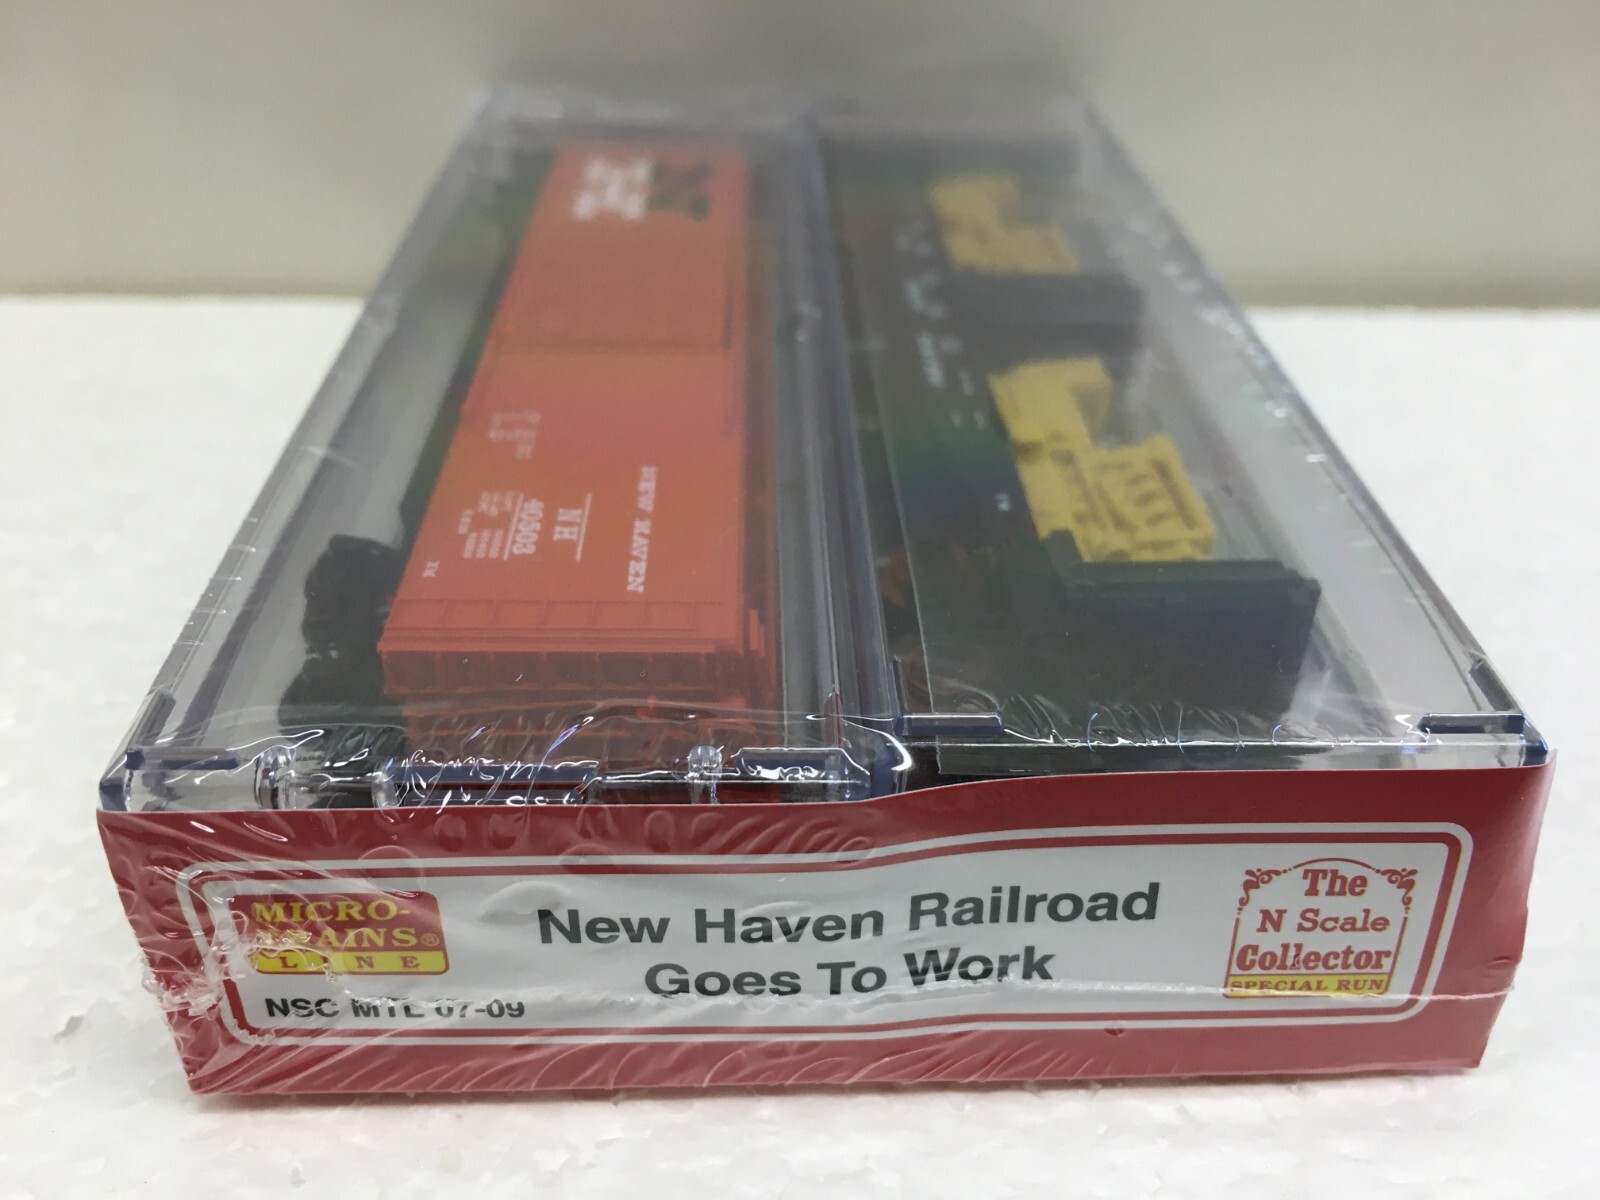 NEW HAVEN
NH
40503
MICRO-
TRAINS®
LINE
NSC MTL 07-09
New Haven Railroad
Goes To Work
The
N Scale
Collector
SPECIAL RUN